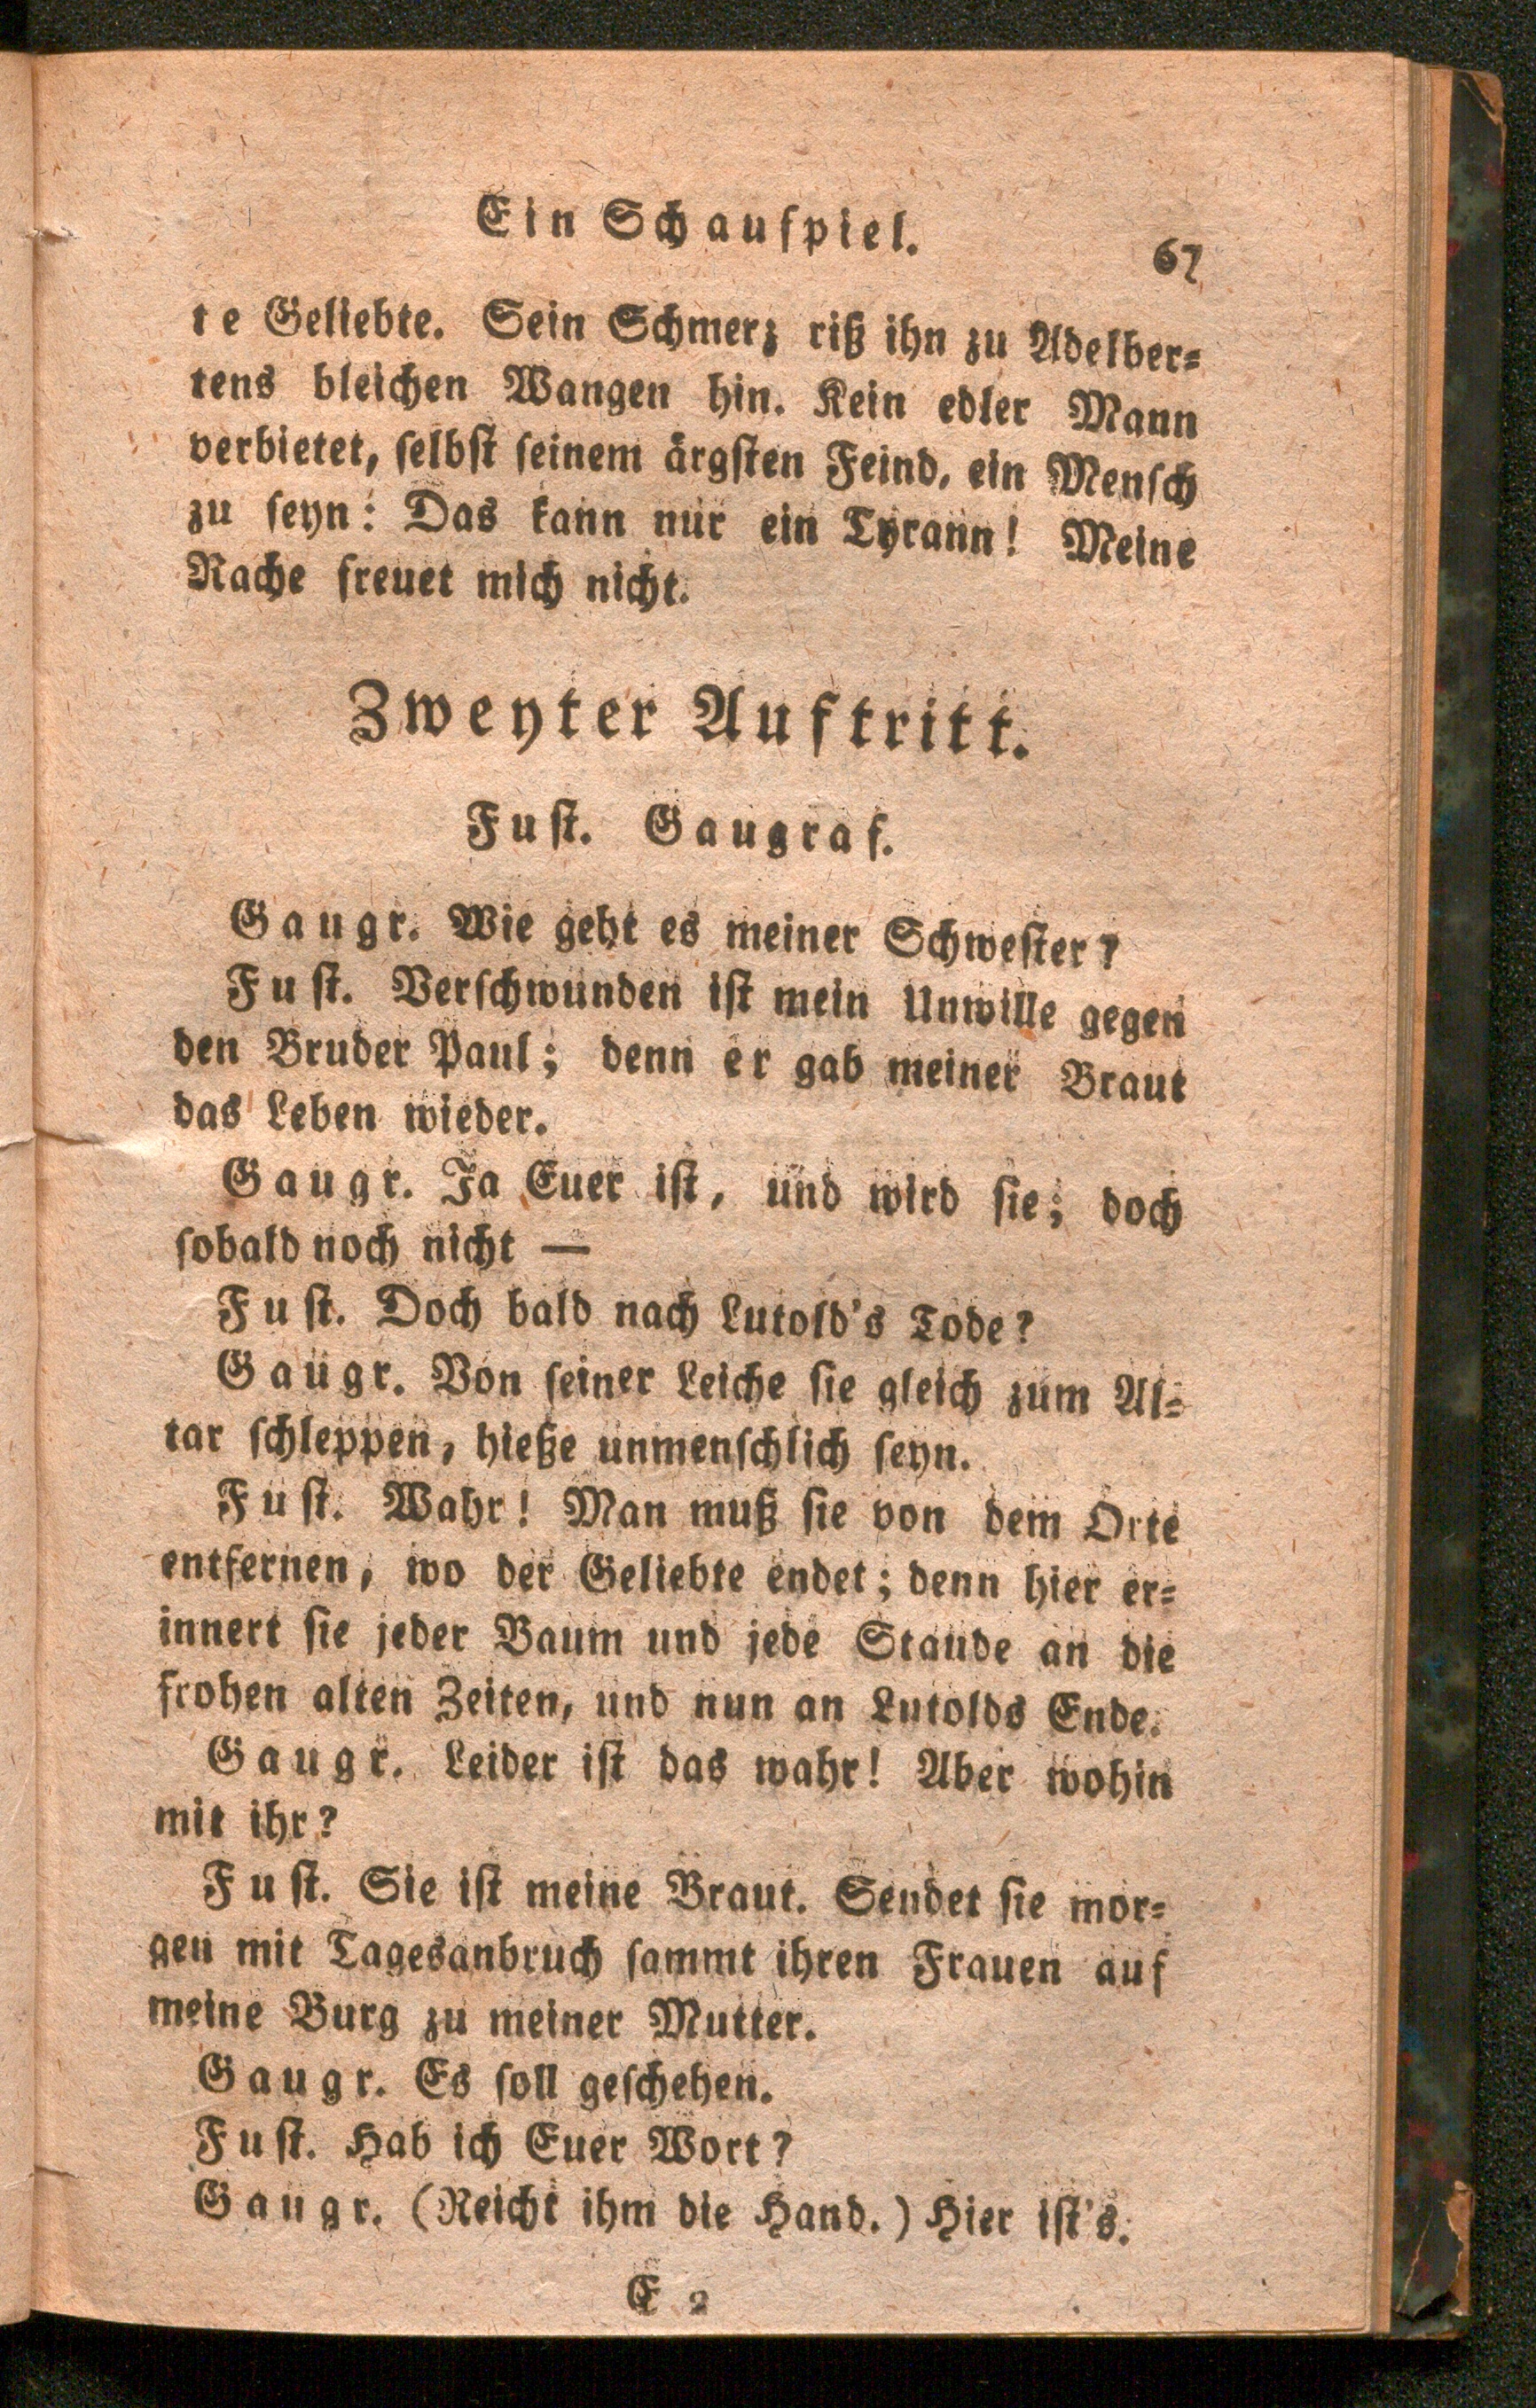 Ein Schauſpiel.
67
te Geliebte. Sein Schmerz riß ihn zu Adelber⸗
tens bleichen Wangen hin. Kein edler Mann
verbietet, ſelbſt ſeinem ärgſten Feind, ein Menſch
zu ſeyn: Das kann nur ein Tyrann! Meine
Rache freuet mich nicht.
Zweyter Auftritt.
Fuſt. Gaugraf.
Gaugr. Wie geht es meiner Schweſter?
Fuſt. Verſchwunden iſt mein Unwille gegen
den Bruder Paul; denn er gab meiner Braut
das Leben wieder.
Gaugr. Ja Euer iſt, und wird ſie; doch
ſobald noch nicht —
Fuſt. Doch bald nach Lutold's Tode?
Gaugr. Von ſeiner Leiche ſie gleich zum Al⸗
tar ſchleppen, hieße unmenſchlich ſeyn.
Fuſt. Wahr! Man muß ſie von dem Orte
entfernen, wo der Geliebte endet; denn hier er⸗
innert ſie jeder Baum und jede Staude an die
frohen alten Zeiten, und nun an Lutolds Ende.
Gaugr. Leider iſt das wahr! Aber wohin
mit ihr?
Fuſt. Sie iſt meine Braut. Sendet ſie mor⸗
gen mit Tagesanbruch ſammt ihren Frauen auf
meine Burg zu meiner Mutter.
Gaugr. Es ſoll geſchehen.
Fuſt. Hab ich Euer Wort?
Gaugr. (Reicht ihm die Hand.) Hier iſt's.
E 2